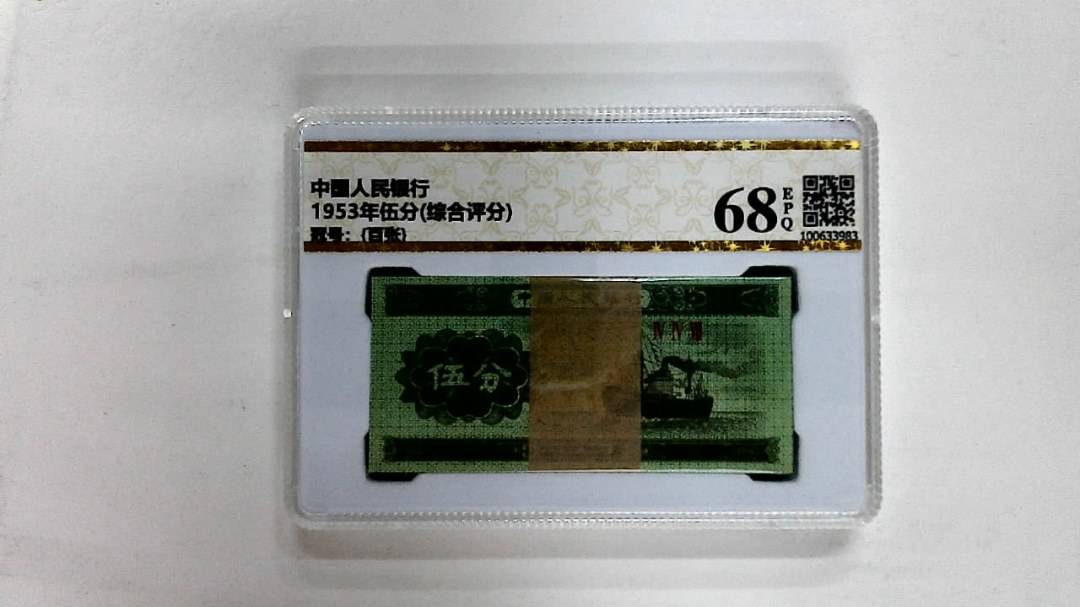 中国人民银行
1953年伍分(综合评分)
冠号：(百张)
68
EPQ
100633983
伍分